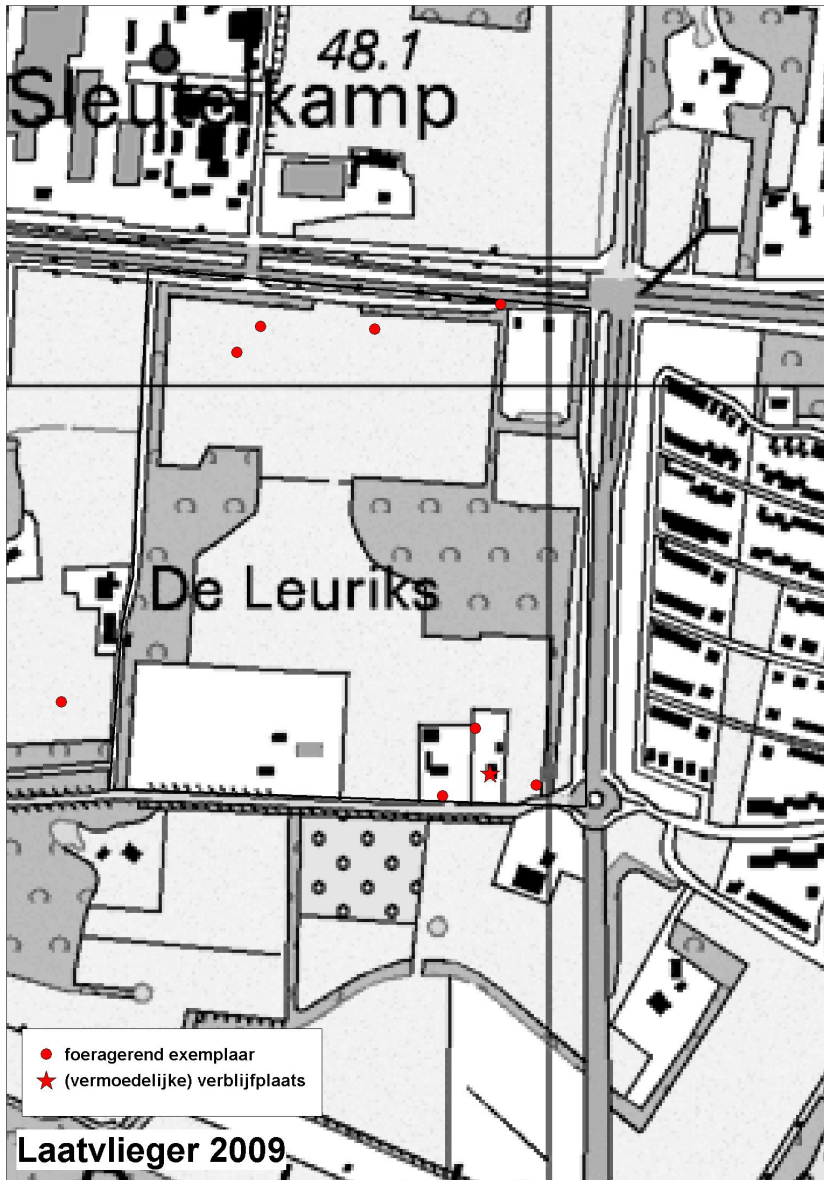 48.1
Sleutelkamp
De Leuriks
foeragerend exemplaar
(vermoedelijke) verblijfplaats
Laatvlieger 2009